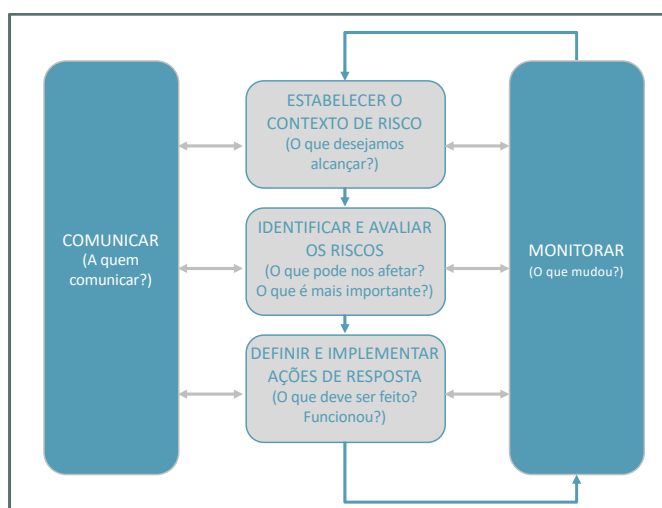 ESTABELECER O
CONTEXTO DE RISCO
(O que desejamos
alcançar?)
IDENTIFICAR E AVALIAR
OS RISCOS
(O que pode nos afetar?
O que é mais importante?)
DEFINIR E IMPLEMENTAR
AÇÕES DE RESPOSTA
(O que deve ser feito?
Funcionou?)
COMUNICAR
(A quem
comunicar?)
MONITORAR
(O que mudou?)